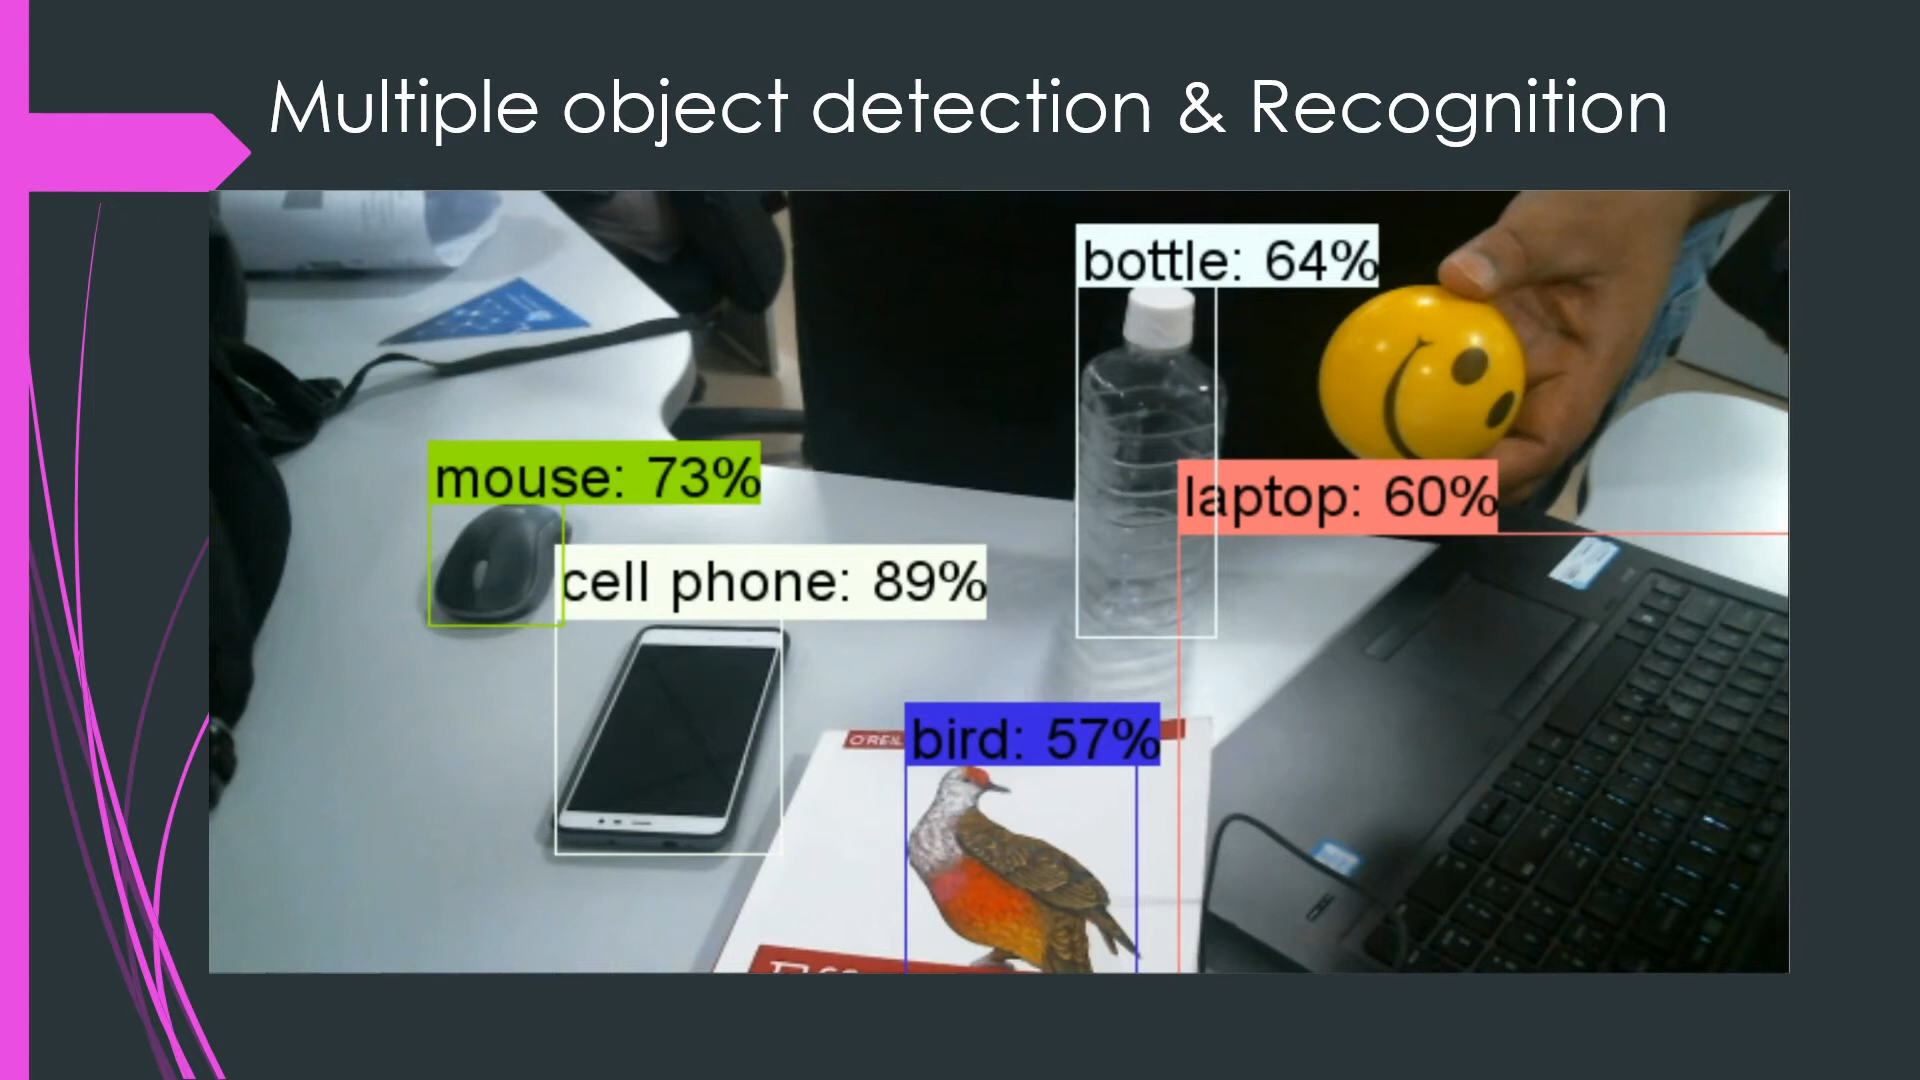 Multiple object detection & Recognition
bottle: 64%
mouse: 73%
laptop: 60%
cell phone: 89%
bird: 57%